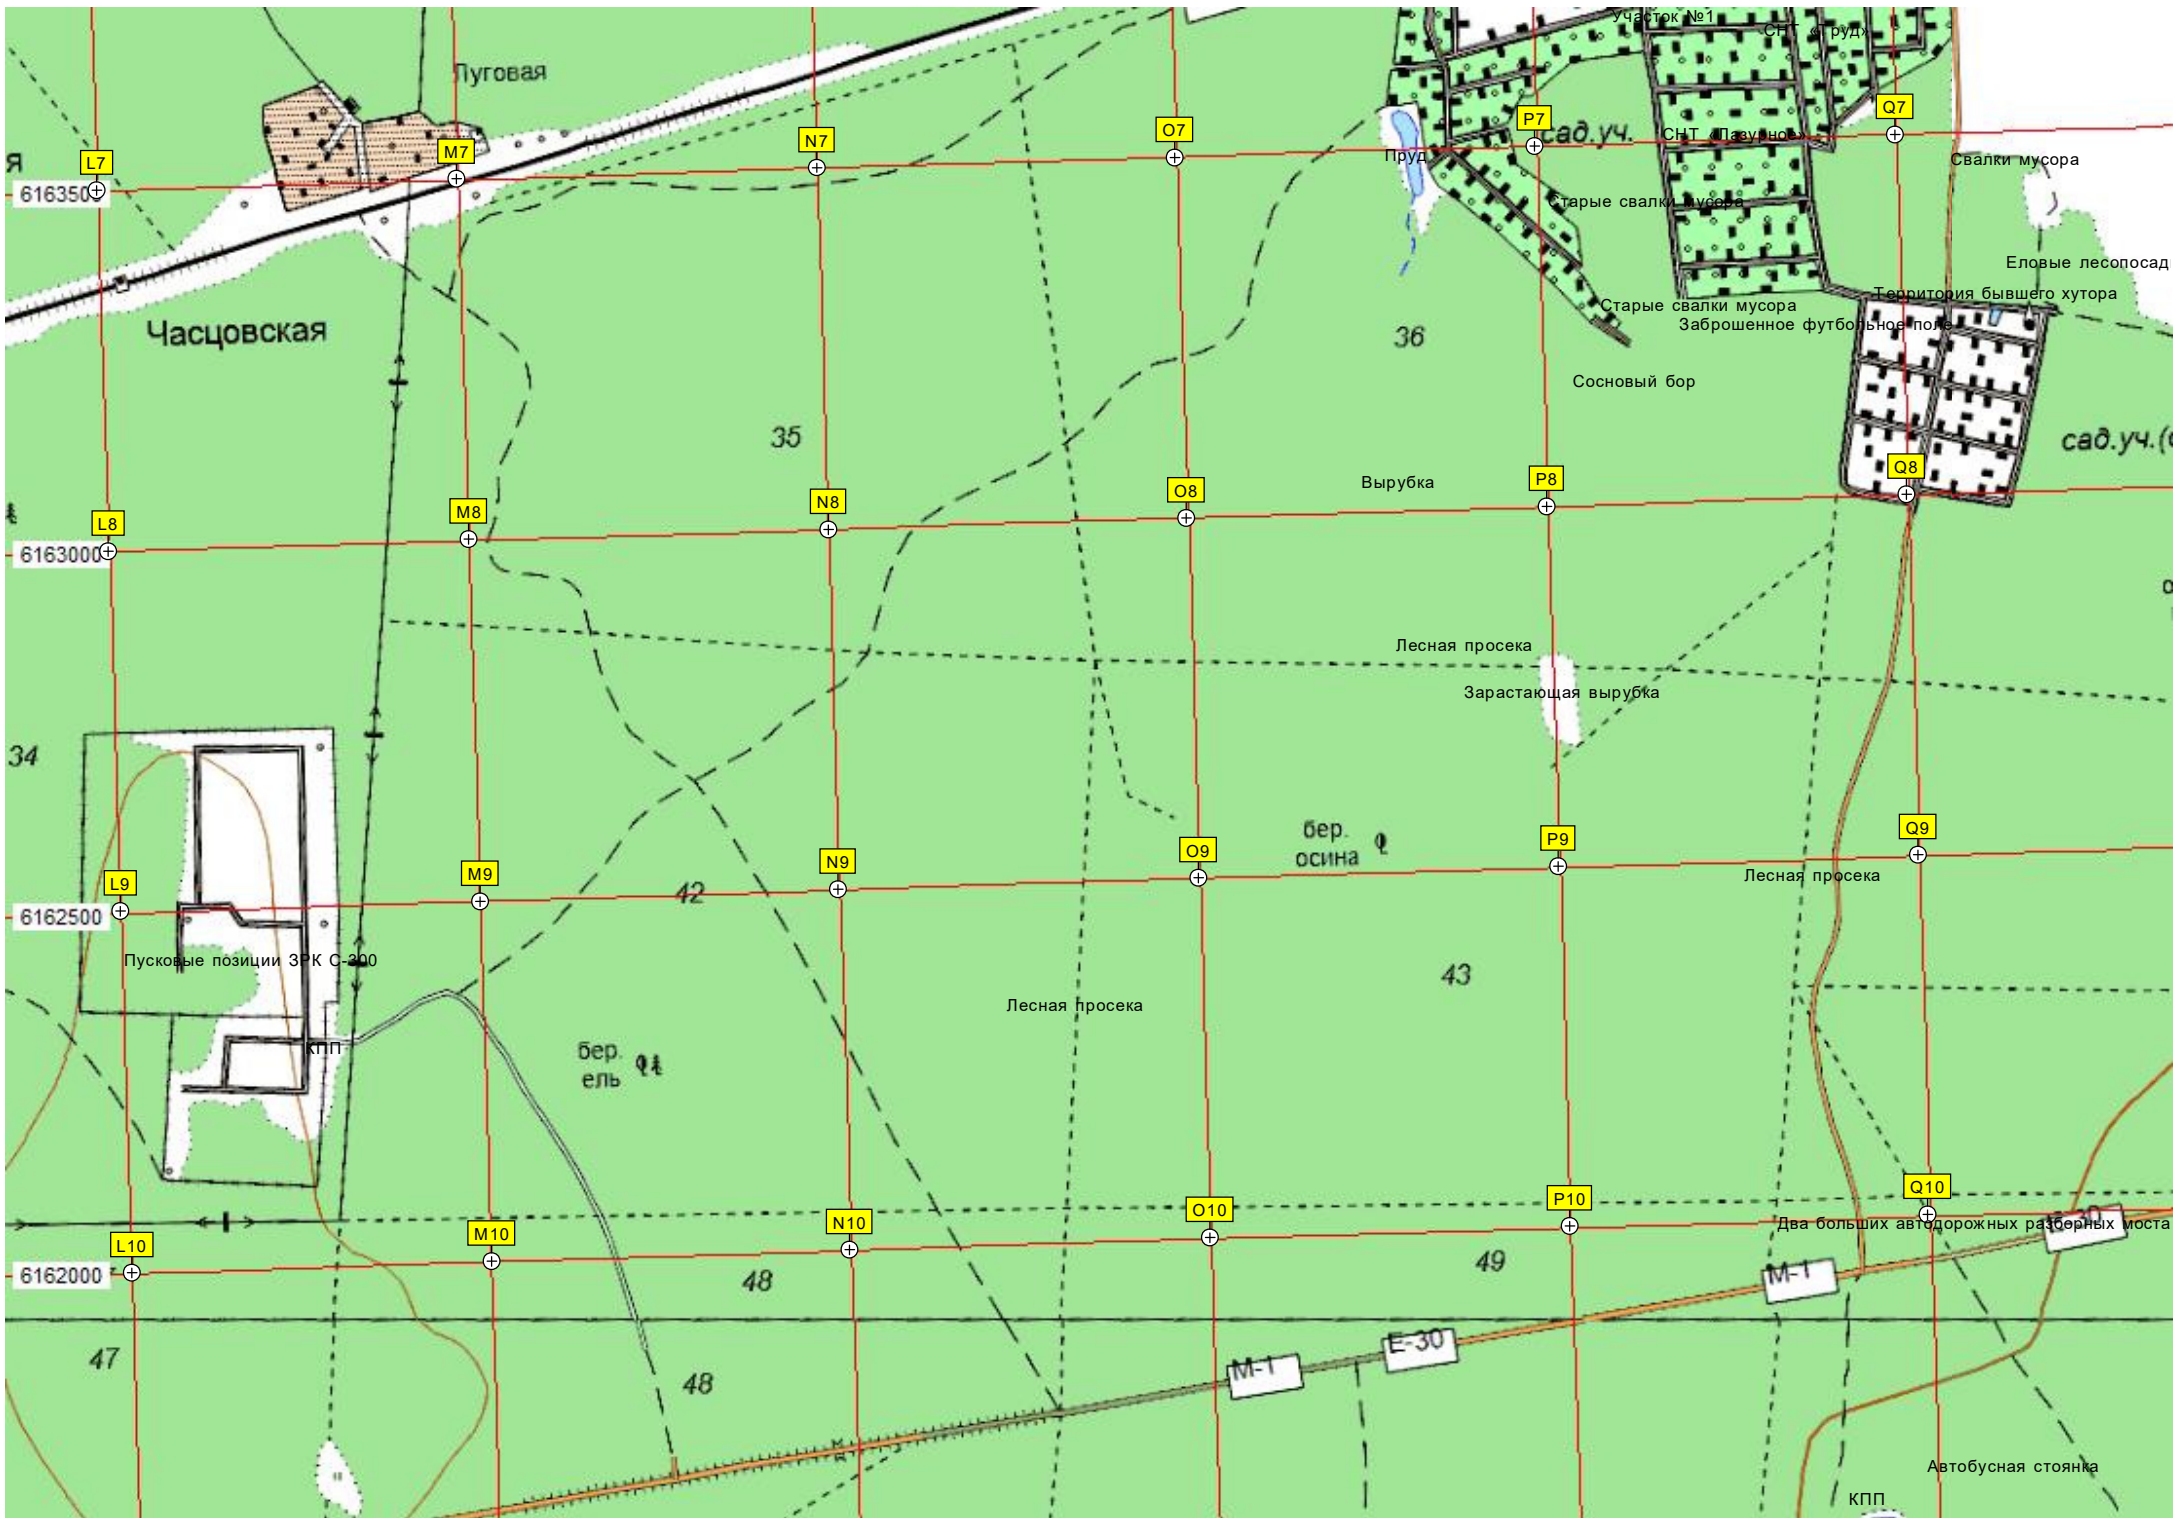 Участок №1
СНТ «Труд»
Луговая
Q7
P7
O7
N7
M7
L7
сад.уч.
СНТ «Лазурное»
Пруд
Свалки мусора
я
6163500
Старые свалки мусора
Еловые лесопосад
Территория бывшего хутора
Старые свалки мусора
Заброшенное футбольное поле
Часцовская
36
Сосновый бор
35
сад.уч.(
Q8
P8
Вырубка
O8
N8
M8
L8
6163000
Лесная просека
Зарастающая вырубка
34
бер.
осина
Q9
P9
O9
N9
M9
L9
Лесная просека
42
6162500
Пусковые позиции ЗРК С-300
43
Лесная просека
КПП
бер.
ель
Q10
P10
O10
N10
M10
L10
Два больших автодорожных разборных моста
E-30
49
48
М-1
6162000
E-30
М-1
47
48
Автобусная стоянка
КПП